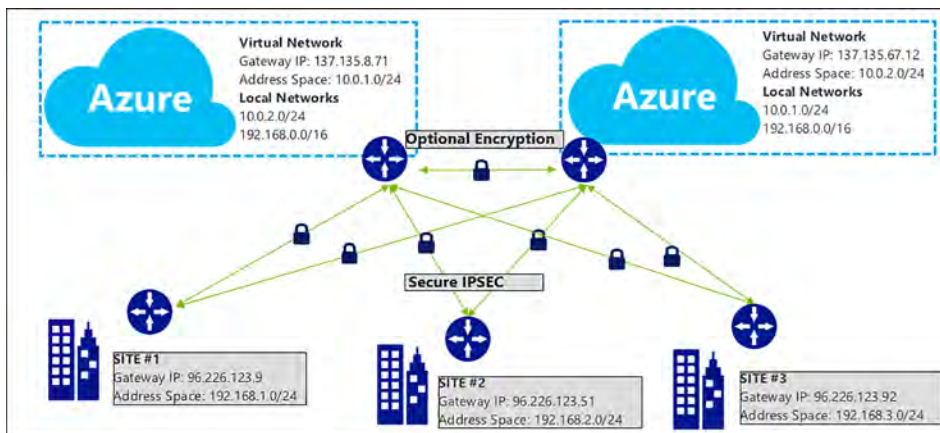 Azure
Virtual Network
Gateway IP: 137.135.8.71
Address Space: 10.0.1.0/24
Local Networks
10.0.2.0/24
192.168.0.0/16
Azure
Virtual Network
Gateway IP: 137.135.67.12
Address Space: 10.0.2.0/24
Local Networks
10.0.1.0/24
192.168.0.0/16
Optional Encryption
Secure IPSEC
SITE #1
Gateway IP: 96.226.123.9
Address Space: 192.168.1.0/24
SITE #2
Gateway IP: 96.226.123.51
Address Space: 192.168.2.0/24
SITE #3
Gateway IP: 96.226.123.92
Address Space: 192.168.3.0/24